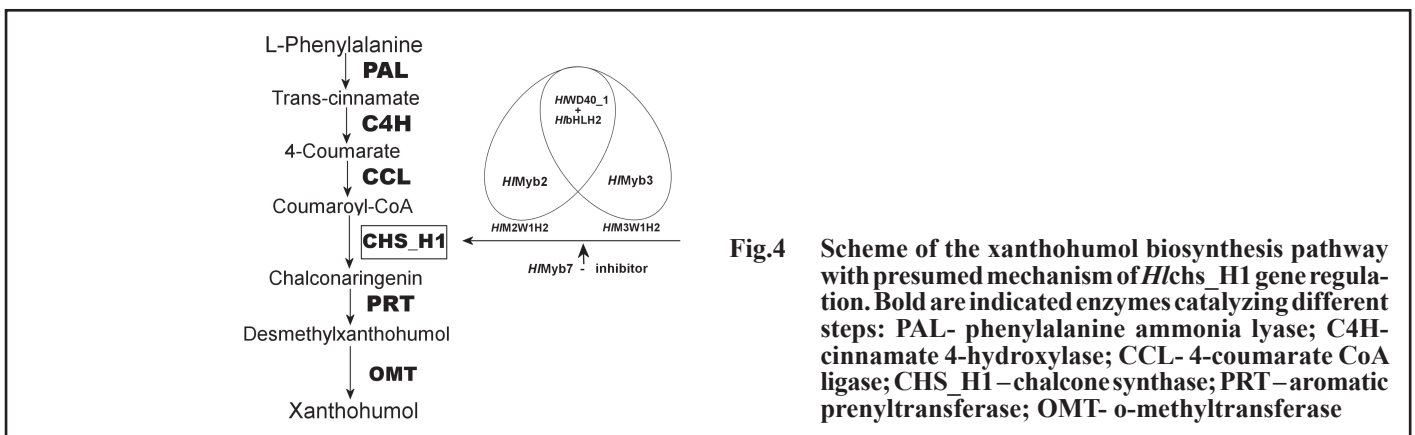 L-Phenylalanine
PAL
Trans-cinnamate
C4H
4-Coumarate
CCL
Coumaroyl-CoA
CHS_H1
Chalconaringenin
PRT
Desmethylxanthohumol
OMT
Xanthohumol
HlWD40_1
+
HlbHLH2
HlMyb2
HlMyb3
HlM2W1H2
HlM3W1H2
HlMyb7 - inhibitor
Fig.4 Scheme of the xanthohumol biosynthesis pathway
with presumed mechanism of Hlchs_H1 gene regula-
tion. Bold are indicated enzymes catalyzing different
steps: PAL- phenylalanine ammonia lyase; C4H-
cinnamate 4-hydroxylase; CCL- 4-coumarate CoA
ligase; CHS_H1 – chalcone synthase; PRT – aromatic
prenyltransferase; OMT- o-methyltransferase